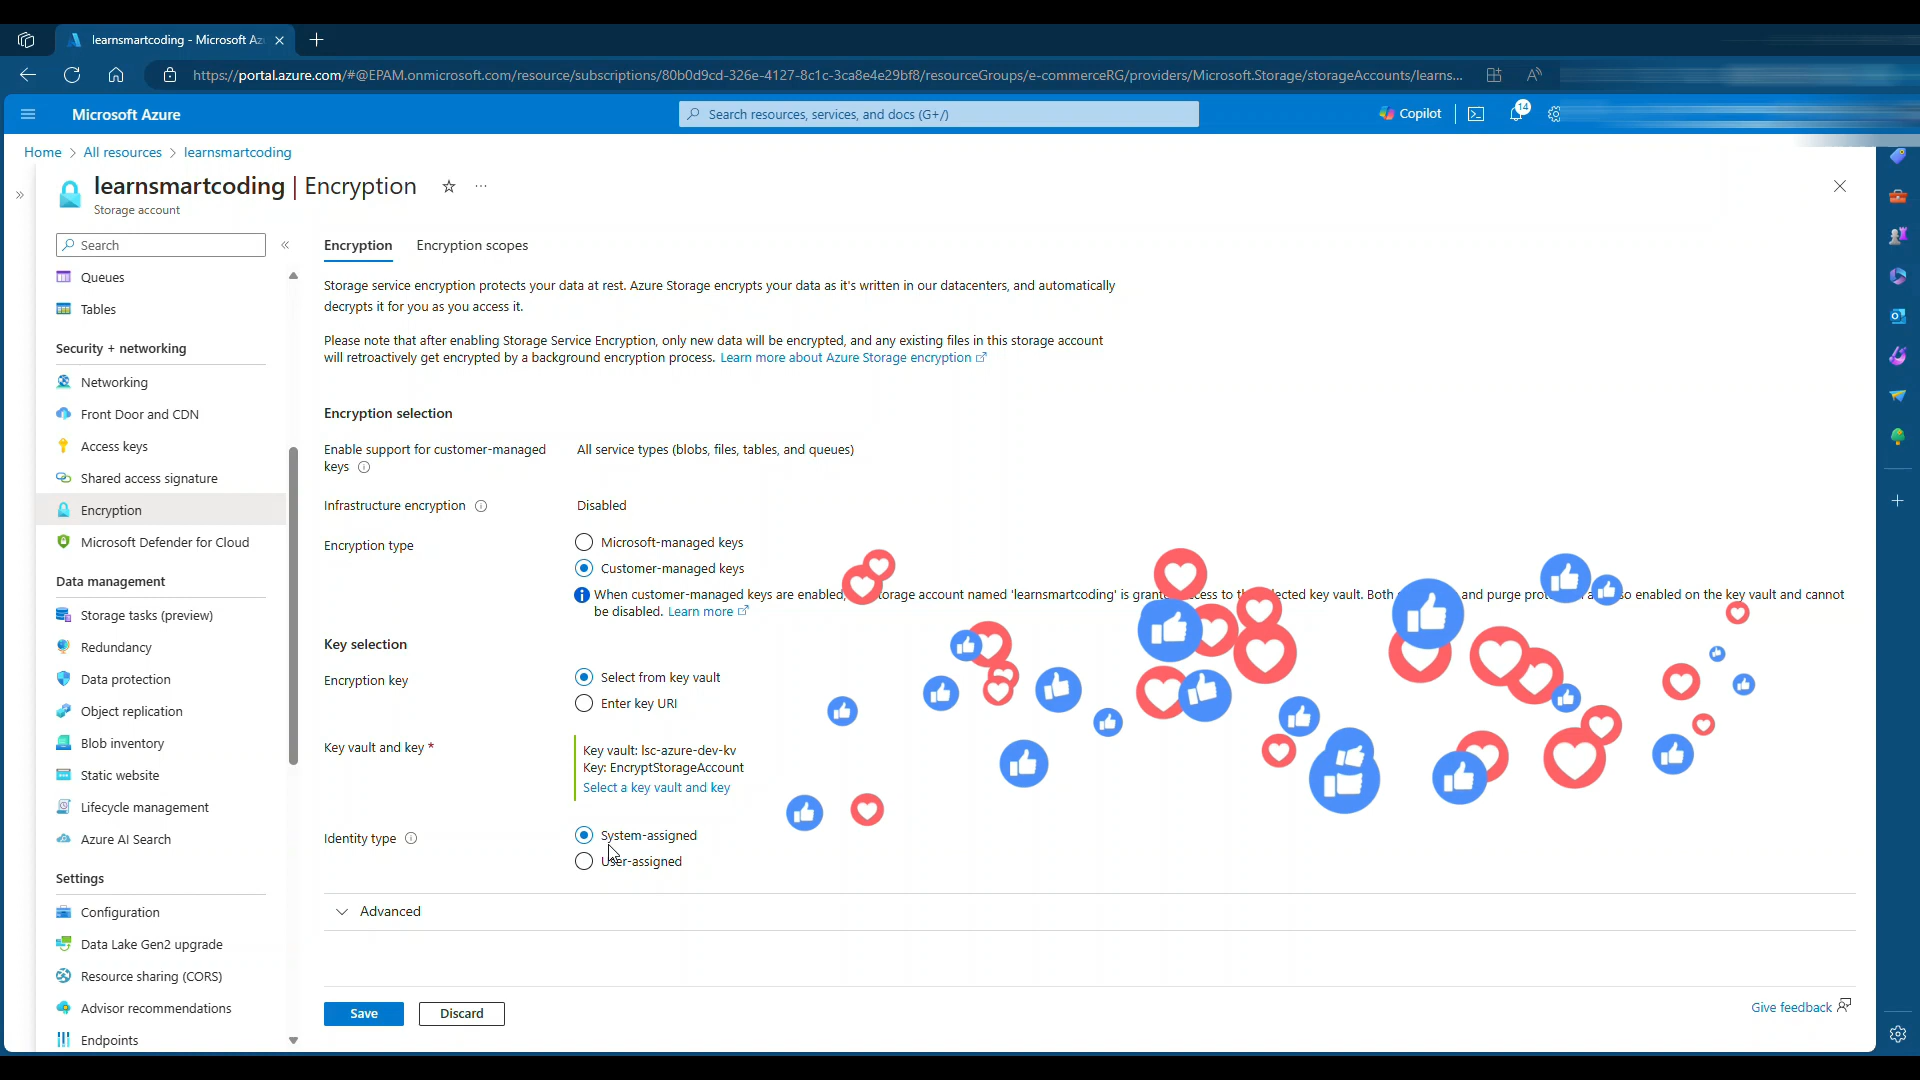 learnsmartcoding - Microsoft Az
https://portal.azure.com/#@EPAM.onmicrosoft.com/resource/subscriptions/80b0d9cd-326e-4127-8c1c-3ca8e4e29bf8/resourceGroups/e-commerceRG/providers/Microsoft.Storage/storageAccounts/learns...
Microsoft Azure
Search resources, services, and docs (G+/)
Copilot
14
Home > All resources > learnsmartcoding
learnsmartcoding | Encryption
Storage account
Search
Queues
Tables
Security + networking
Networking
Front Door and CDN
Access keys
Shared access signature
Encryption
Microsoft Defender for Cloud
Data management
Storage tasks (preview)
Redundancy
Data protection
Object replication
Blob inventory
Static website
Lifecycle management
Azure AI Search
Settings
Configuration
Data Lake Gen2 upgrade
Resource sharing (CORS)
Advisor recommendations
Endpoints
Encryption Encryption scopes
Storage service encryption protects your data at rest. Azure Storage encrypts your data as it's written in our datacenters, and automatically
decrypts it for you as you access it.
Please note that after enabling Storage Service Encryption, only new data will be encrypted, and any existing files in this storage account
will retroactively get encrypted by a background encryption process. Learn more about Azure Storage encryption
Encryption selection
Enable support for customer-managed
keys
All service types (blobs, files, tables, and queues)
Infrastructure encryption
Disabled
Encryption type
Microsoft-managed keys
Customer-managed keys
When customer-managed keys are enabled, storage account named 'learnsmartcoding' is key vault. Both and purge enabled on the key vault and cannot
be disabled. Learn more
Key selection
Encryption key
Select from key vault
Enter key URI
Key vault and key *
Key vault: lsc-azure-dev-kv
Key: EncryptStorageAccount
Select a key vault and key
Identity type
System-assigned
User-assigned
Advanced
Save
Discard
Give feedback